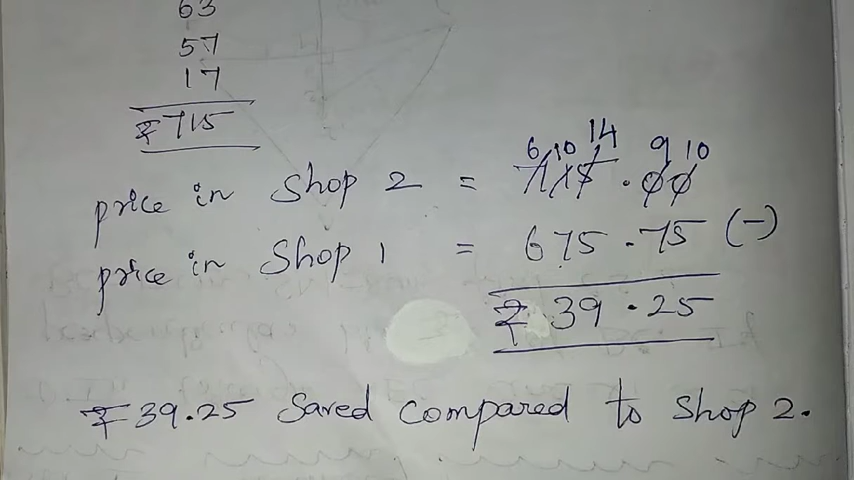 63
57
17
₹ 715
6 10 14 9 10
price in Shop 2 = 715.00
price in Shop 1 = 675.75 (-)
₹ 39.25
₹ 39.25 Saved compared to Shop 2.